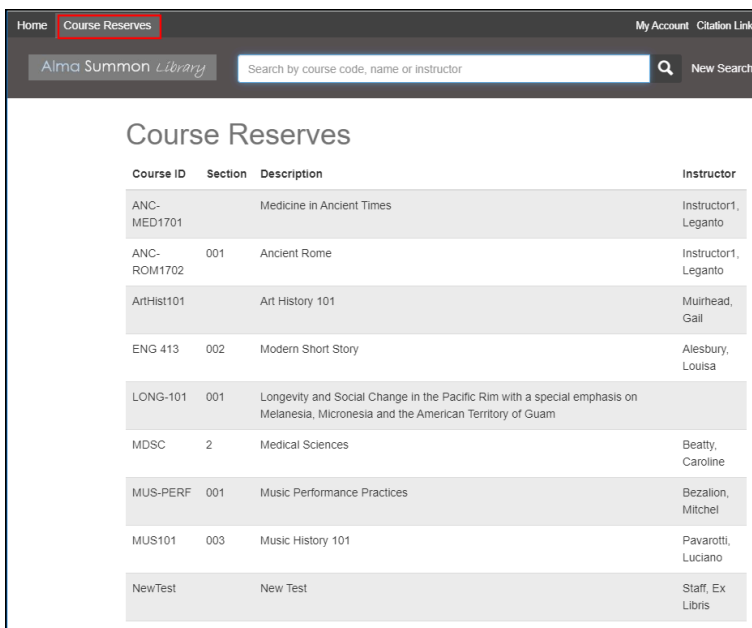 Home Course Reserves My Account Citation Link
Alma Summon Library Search by course code, name or instructor New Search
Course Reserves
Course ID Section Description Instructor
ANC- Medicine in Ancient Times Instructor1,
MED1701 Leganto
ANC- 001 Ancient Rome Instructor1,
ROM1702 Leganto
ArtHist101 Art History 101 Muirhead,
Gail
ENG 413 002 Modern Short Story Alesbury,
Louisa
LONG-101 001 Longevity and Social Change in the Pacific Rim with a special emphasis on
Melanesia, Micronesia and the American Territory of Guam
MDSC 2 Medical Sciences Beatty,
Caroline
MUS-PERF 001 Music Performance Practices Bezalion,
Mitchel
MUS101 003 Music History 101 Pavarotti,
Luciano
NewTest New Test Staff, Ex
Libris